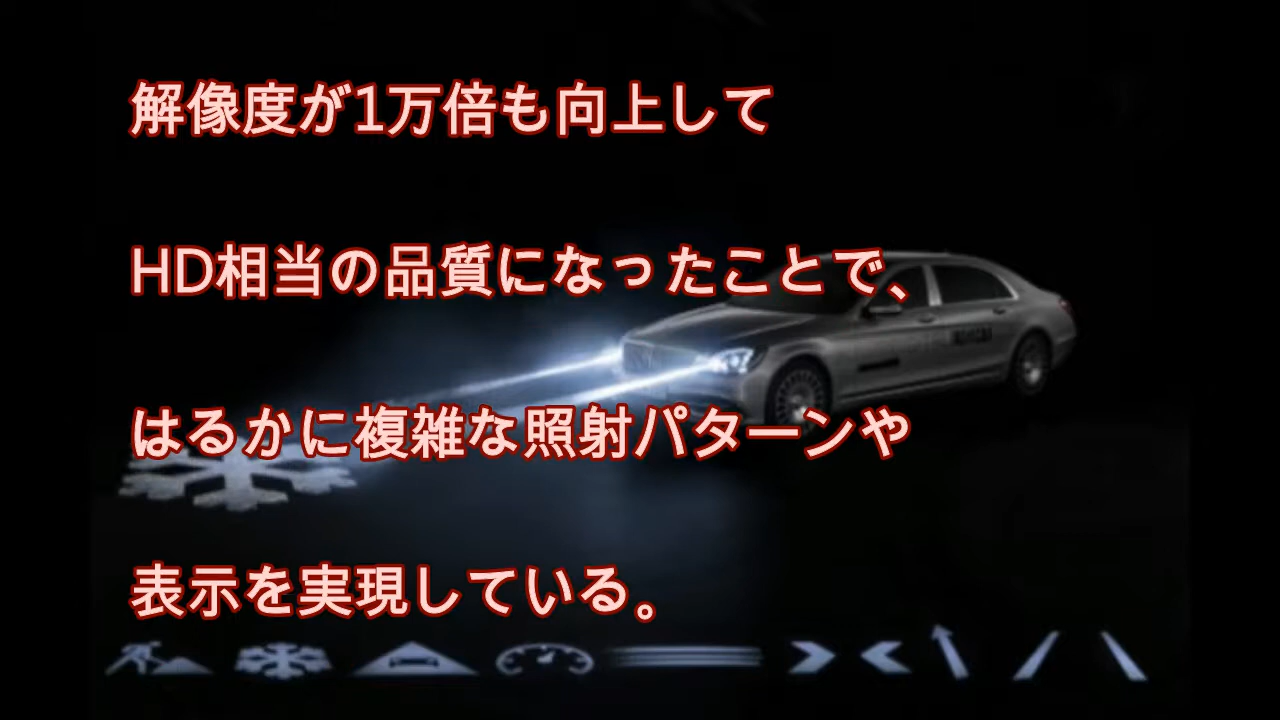 解像度が1万倍も向上して
HD相当の品質になったことで、
はるかに複雑な照射パターンや
表示を実現している。